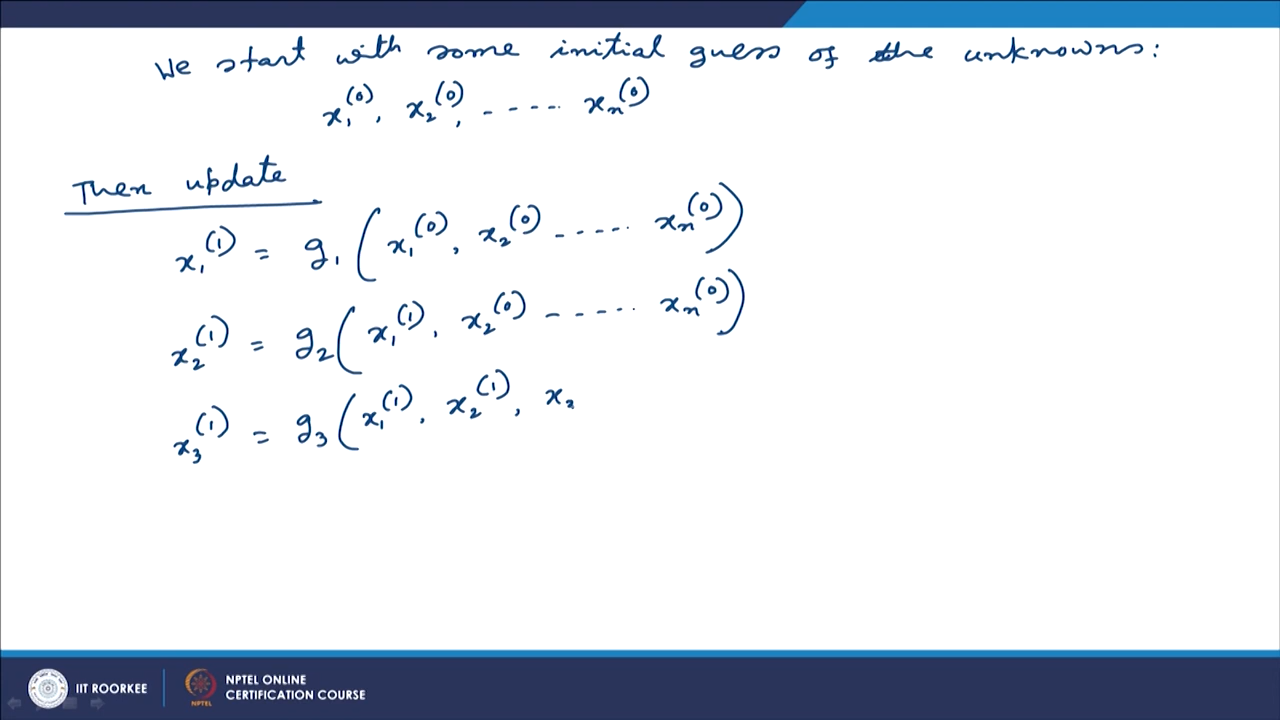 We start with some initial guess of the unknowns:
x₁⁽⁰⁾, x₂⁽⁰⁾, ----- xₙ⁽⁰⁾
Then update
x₁⁽¹⁾ = g₁(x₁⁽⁰⁾, x₂⁽⁰⁾ ----- xₙ⁽⁰⁾)
x₂⁽¹⁾ = g₂(x₁⁽¹⁾, x₂⁽⁰⁾ ----- xₙ⁽⁰⁾)
x₃⁽¹⁾ = g₃(x₁⁽¹⁾, x₂⁽¹⁾, x
IIT ROORKEE
NPTEL
NPTEL ONLINE
CERTIFICATION COURSE